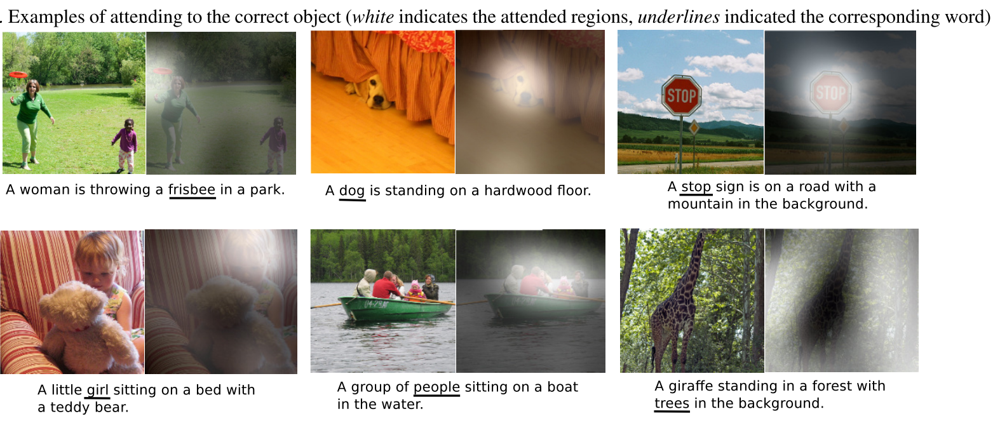 . Examples of attending to the correct object (white indicates the attended regions, underlines indicated the corresponding word)
STOP
STOP
A woman is throwing a frisbee in a park.
A dog is standing on a hardwood floor.
A stop sign is on a road with a
mountain in the background.
A little girl sitting on a bed with
a teddy bear.
A group of people sitting on a boat
in the water.
A giraffe standing in a forest with
trees in the background.